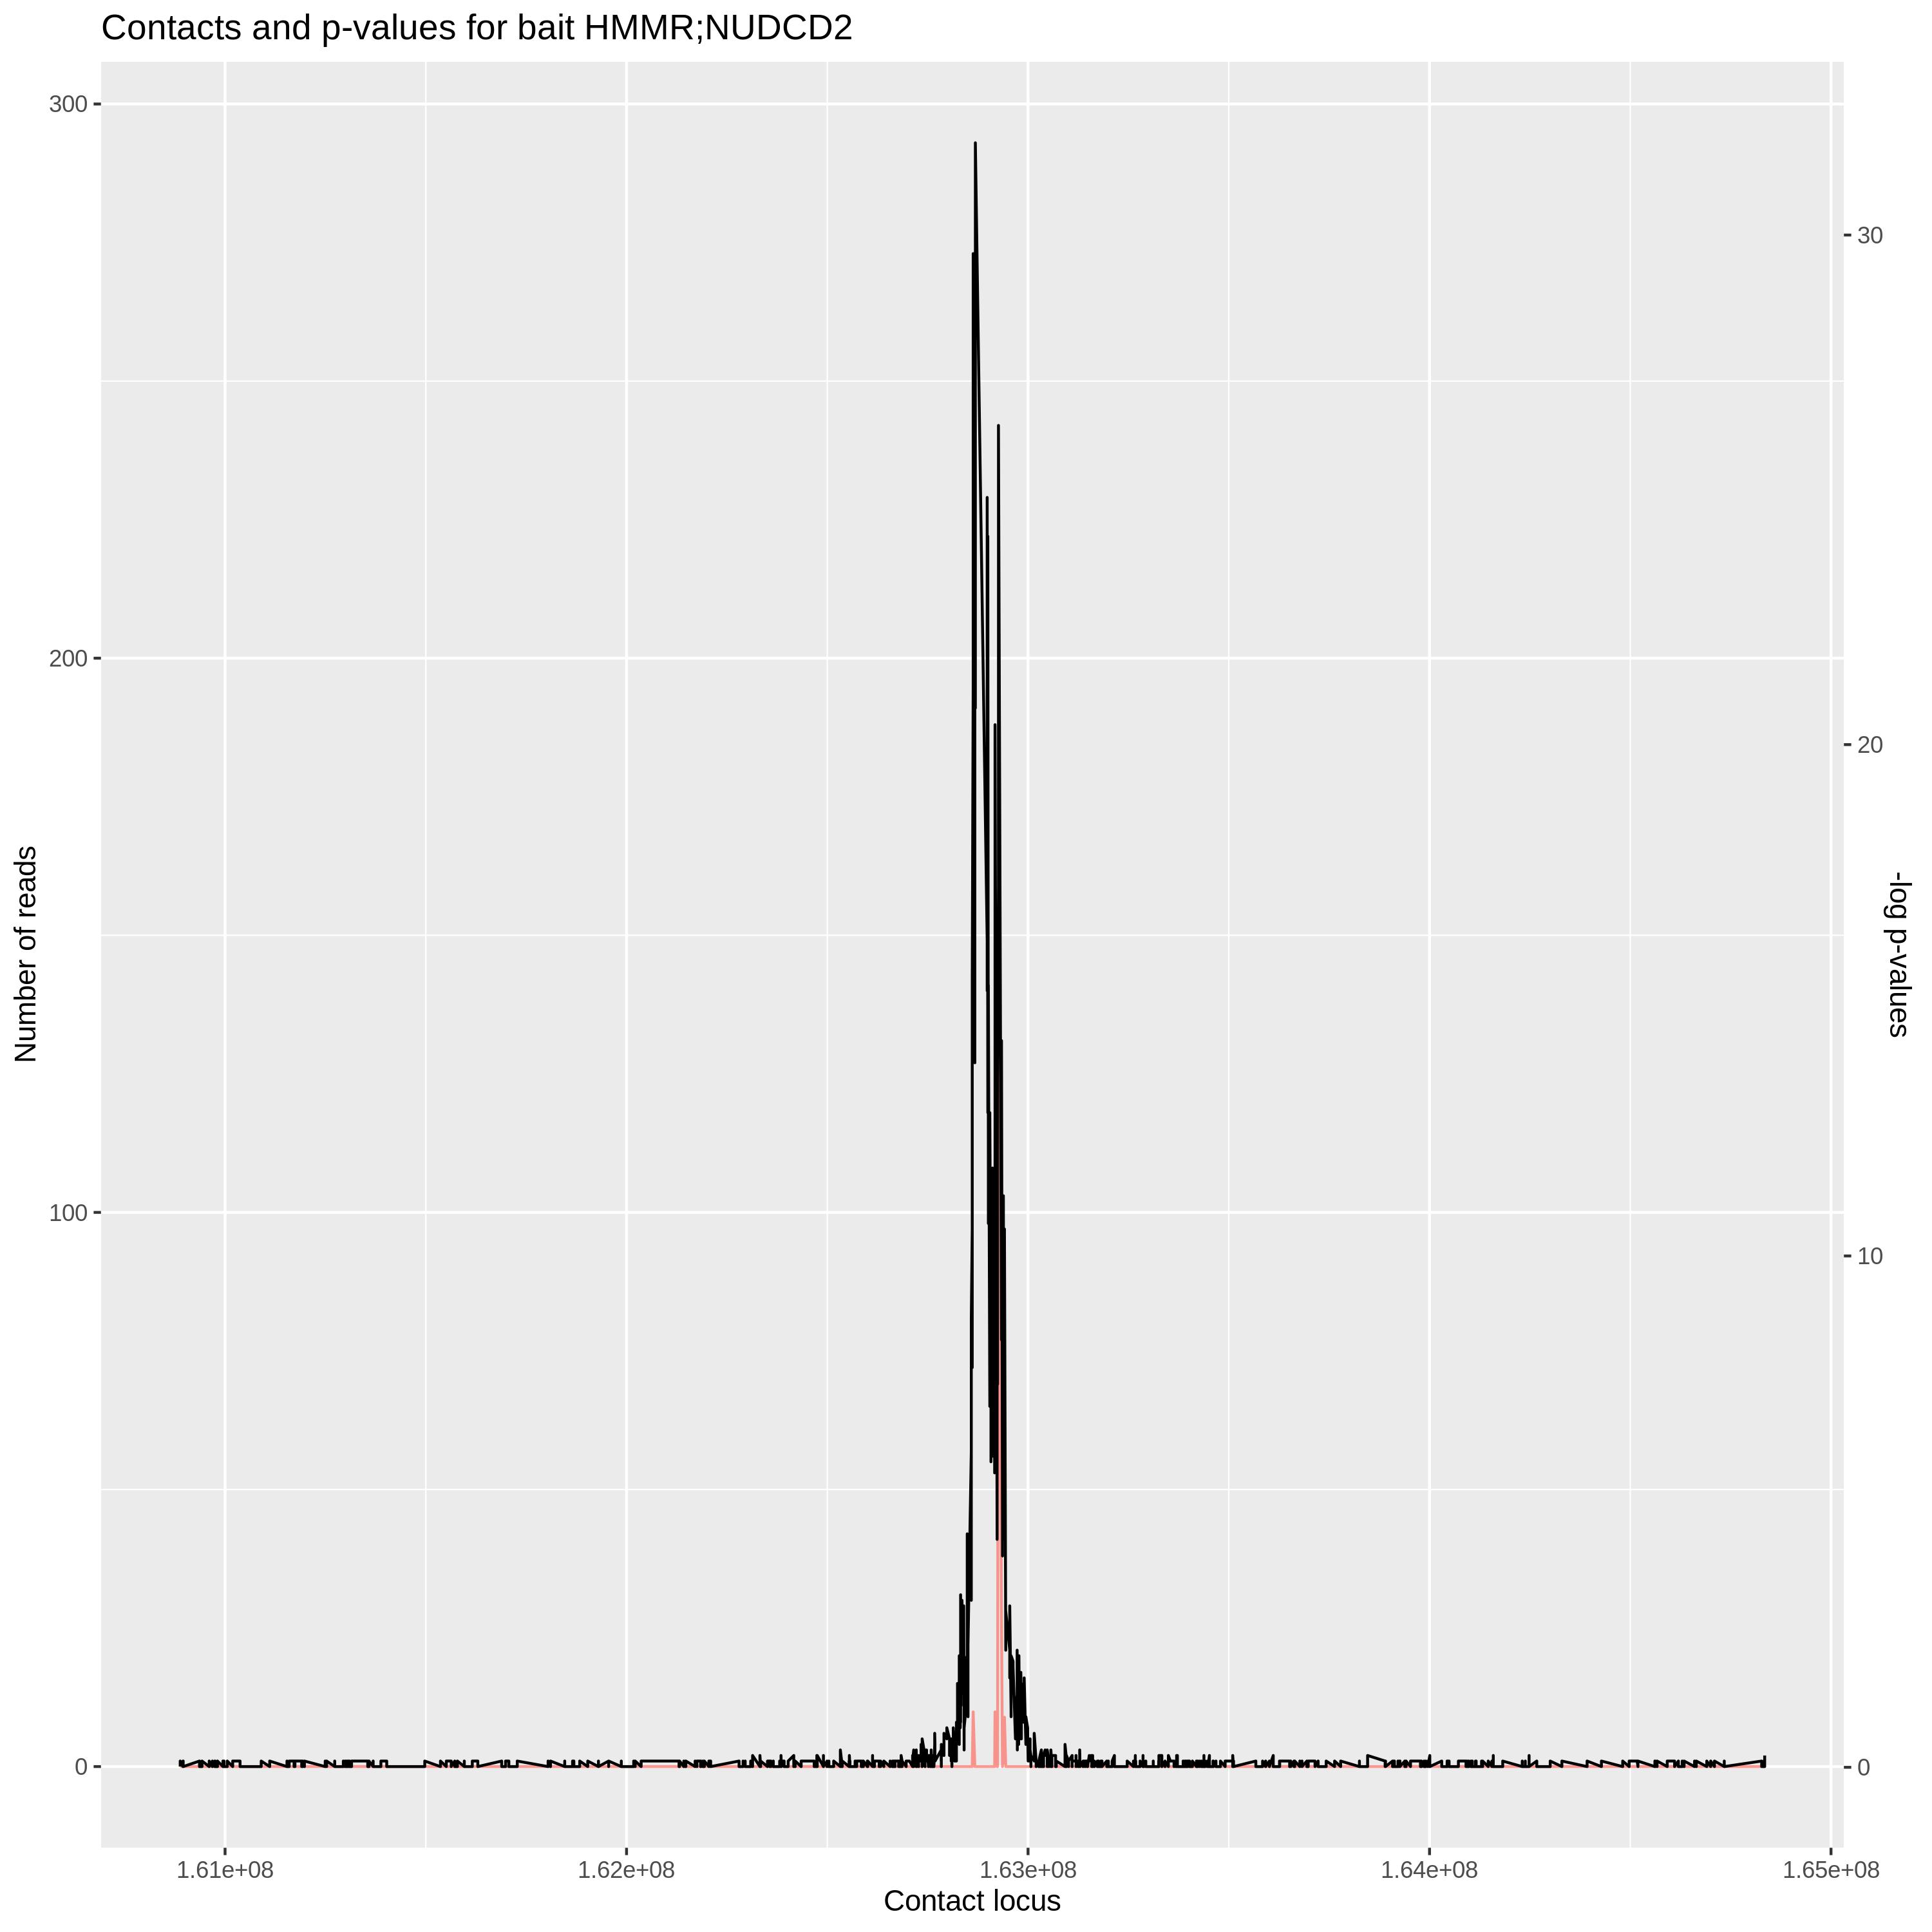 Contacts and p-values for bait HMMR;NUDCD2
300
200
100
0
Number of reads
30
20
10
0
-log p-values
1.61e+08
1.62e+08
1.63e+08
1.64e+08
1.65e+08
Contact locus